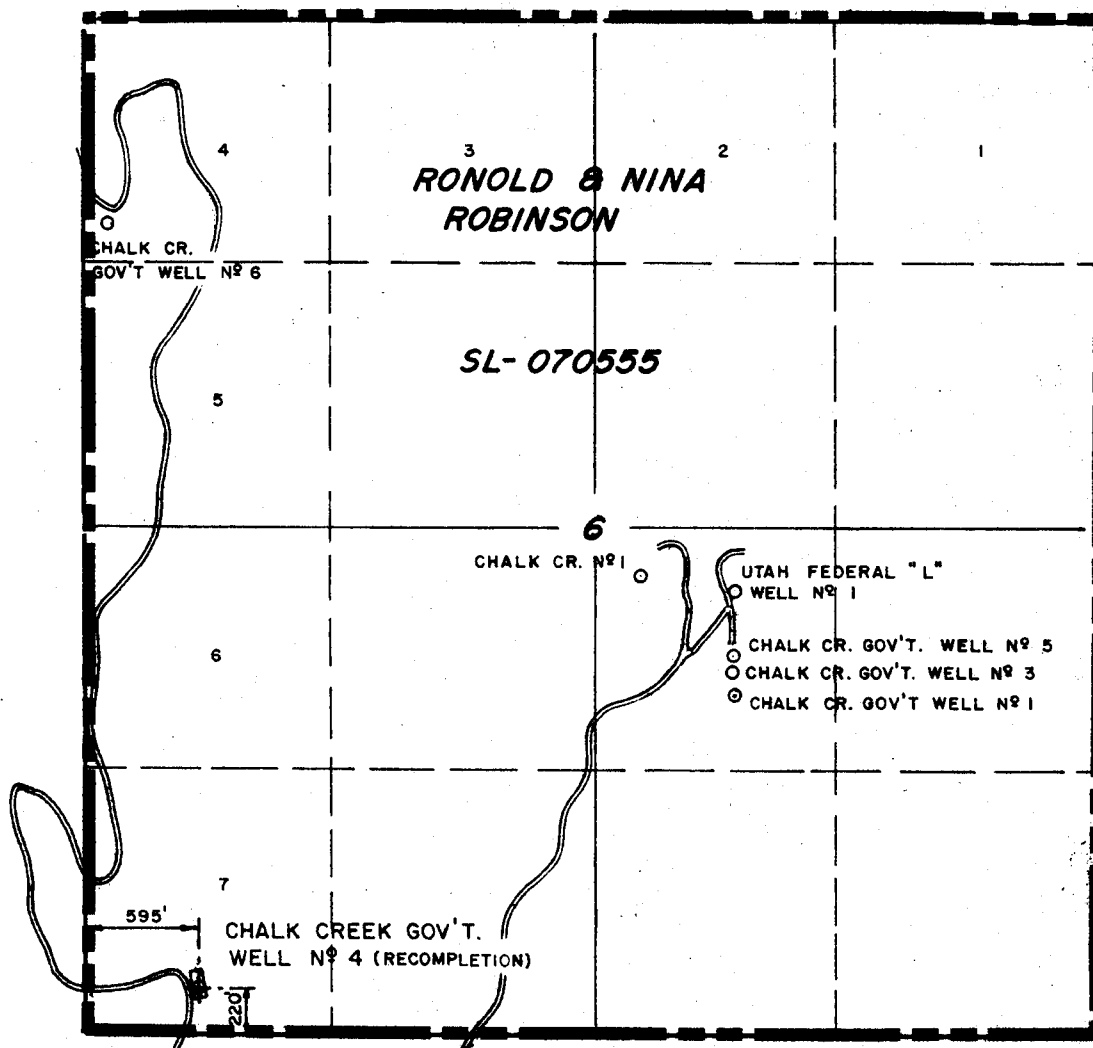 4
3
2
1
RONOLD & NINA
ROBINSON
CHALK CR.
GOV'T WELL Nº 6
SL-070555
5
6
CHALK CR. Nº 1
UTAH FEDERAL "L"
WELL Nº 1
CHALK CR. GOV'T. WELL Nº 5
CHALK CR. GOV'T. WELL Nº 3
CHALK CR. GOV'T WELL Nº 1
6
7
595'
CHALK CREEK GOV'T.
WELL Nº 4 (RECOMPLETION)
220'